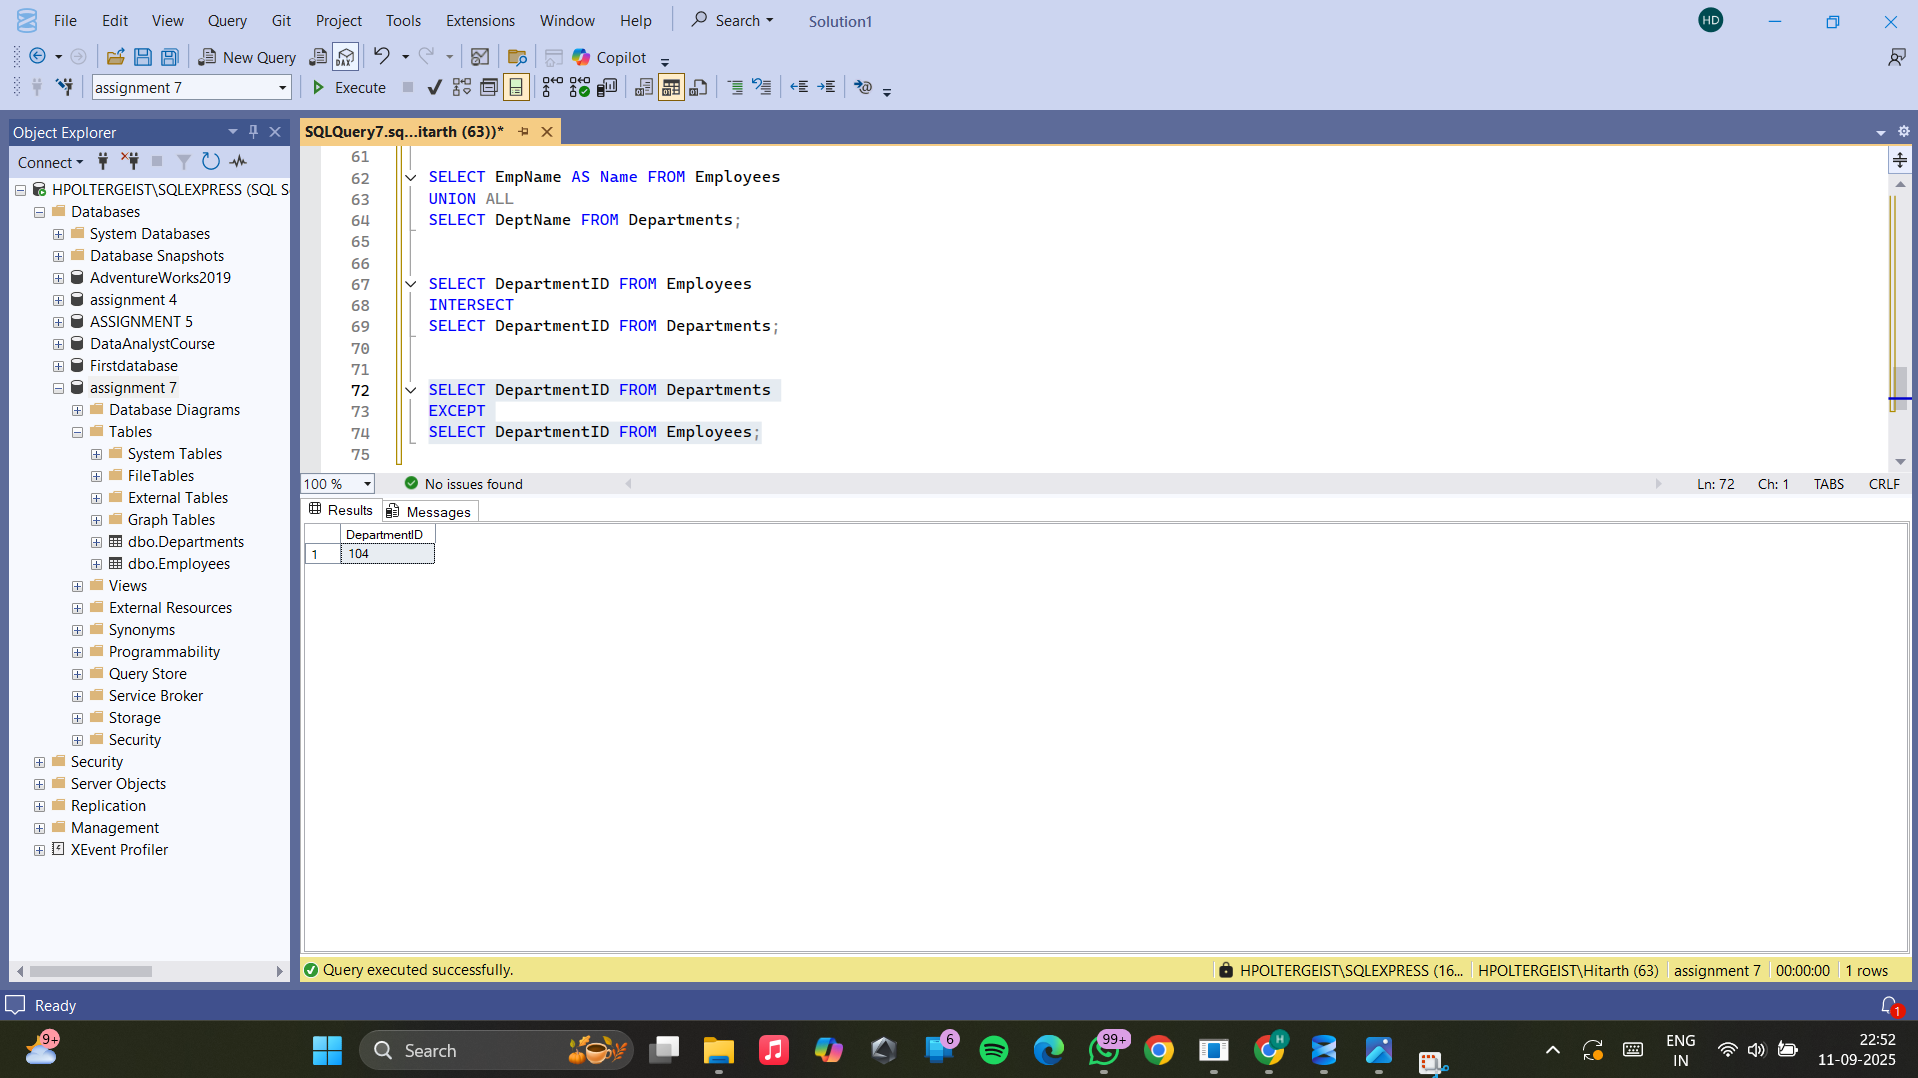 File Edit View Query Git Project Tools Extensions Window Help Search Solution1 HD
New Query DAX Copilot
assignment 7 Execute
Object Explorer
Connect
HPOLTERGEIST\SQLEXPRESS (SQL S
Databases
System Databases
Database Snapshots
AdventureWorks2019
assignment 4
ASSIGNMENT 5
DataAnalystCourse
Firstdatabase
assignment 7
Database Diagrams
Tables
System Tables
FileTables
External Tables
Graph Tables
dbo.Departments
dbo.Employees
Views
External Resources
Synonyms
Programmability
Query Store
Service Broker
Storage
Security
Security
Server Objects
Replication
Management
XEvent Profiler
SQLQuery7.sq...itarth (63))*
61
62 SELECT EmpName AS Name FROM Employees
63 UNION ALL
64 SELECT DeptName FROM Departments;
65
66
67 SELECT DepartmentID FROM Employees
68 INTERSECT
69 SELECT DepartmentID FROM Departments;
70
71
72 SELECT DepartmentID FROM Departments
73 EXCEPT
74 SELECT DepartmentID FROM Employees;
75
100 % No issues found Ln: 72 Ch: 1 TABS CRLF
Results Messages
DepartmentID
1 104
Query executed successfully. HPOLTERGEIST\SQLEXPRESS (16... HPOLTERGEIST\Hitarth (63) assignment 7 00:00:00 1 rows
Ready 1
9+ Search 6 99+ H ENG 22:52
IN 11-09-2025